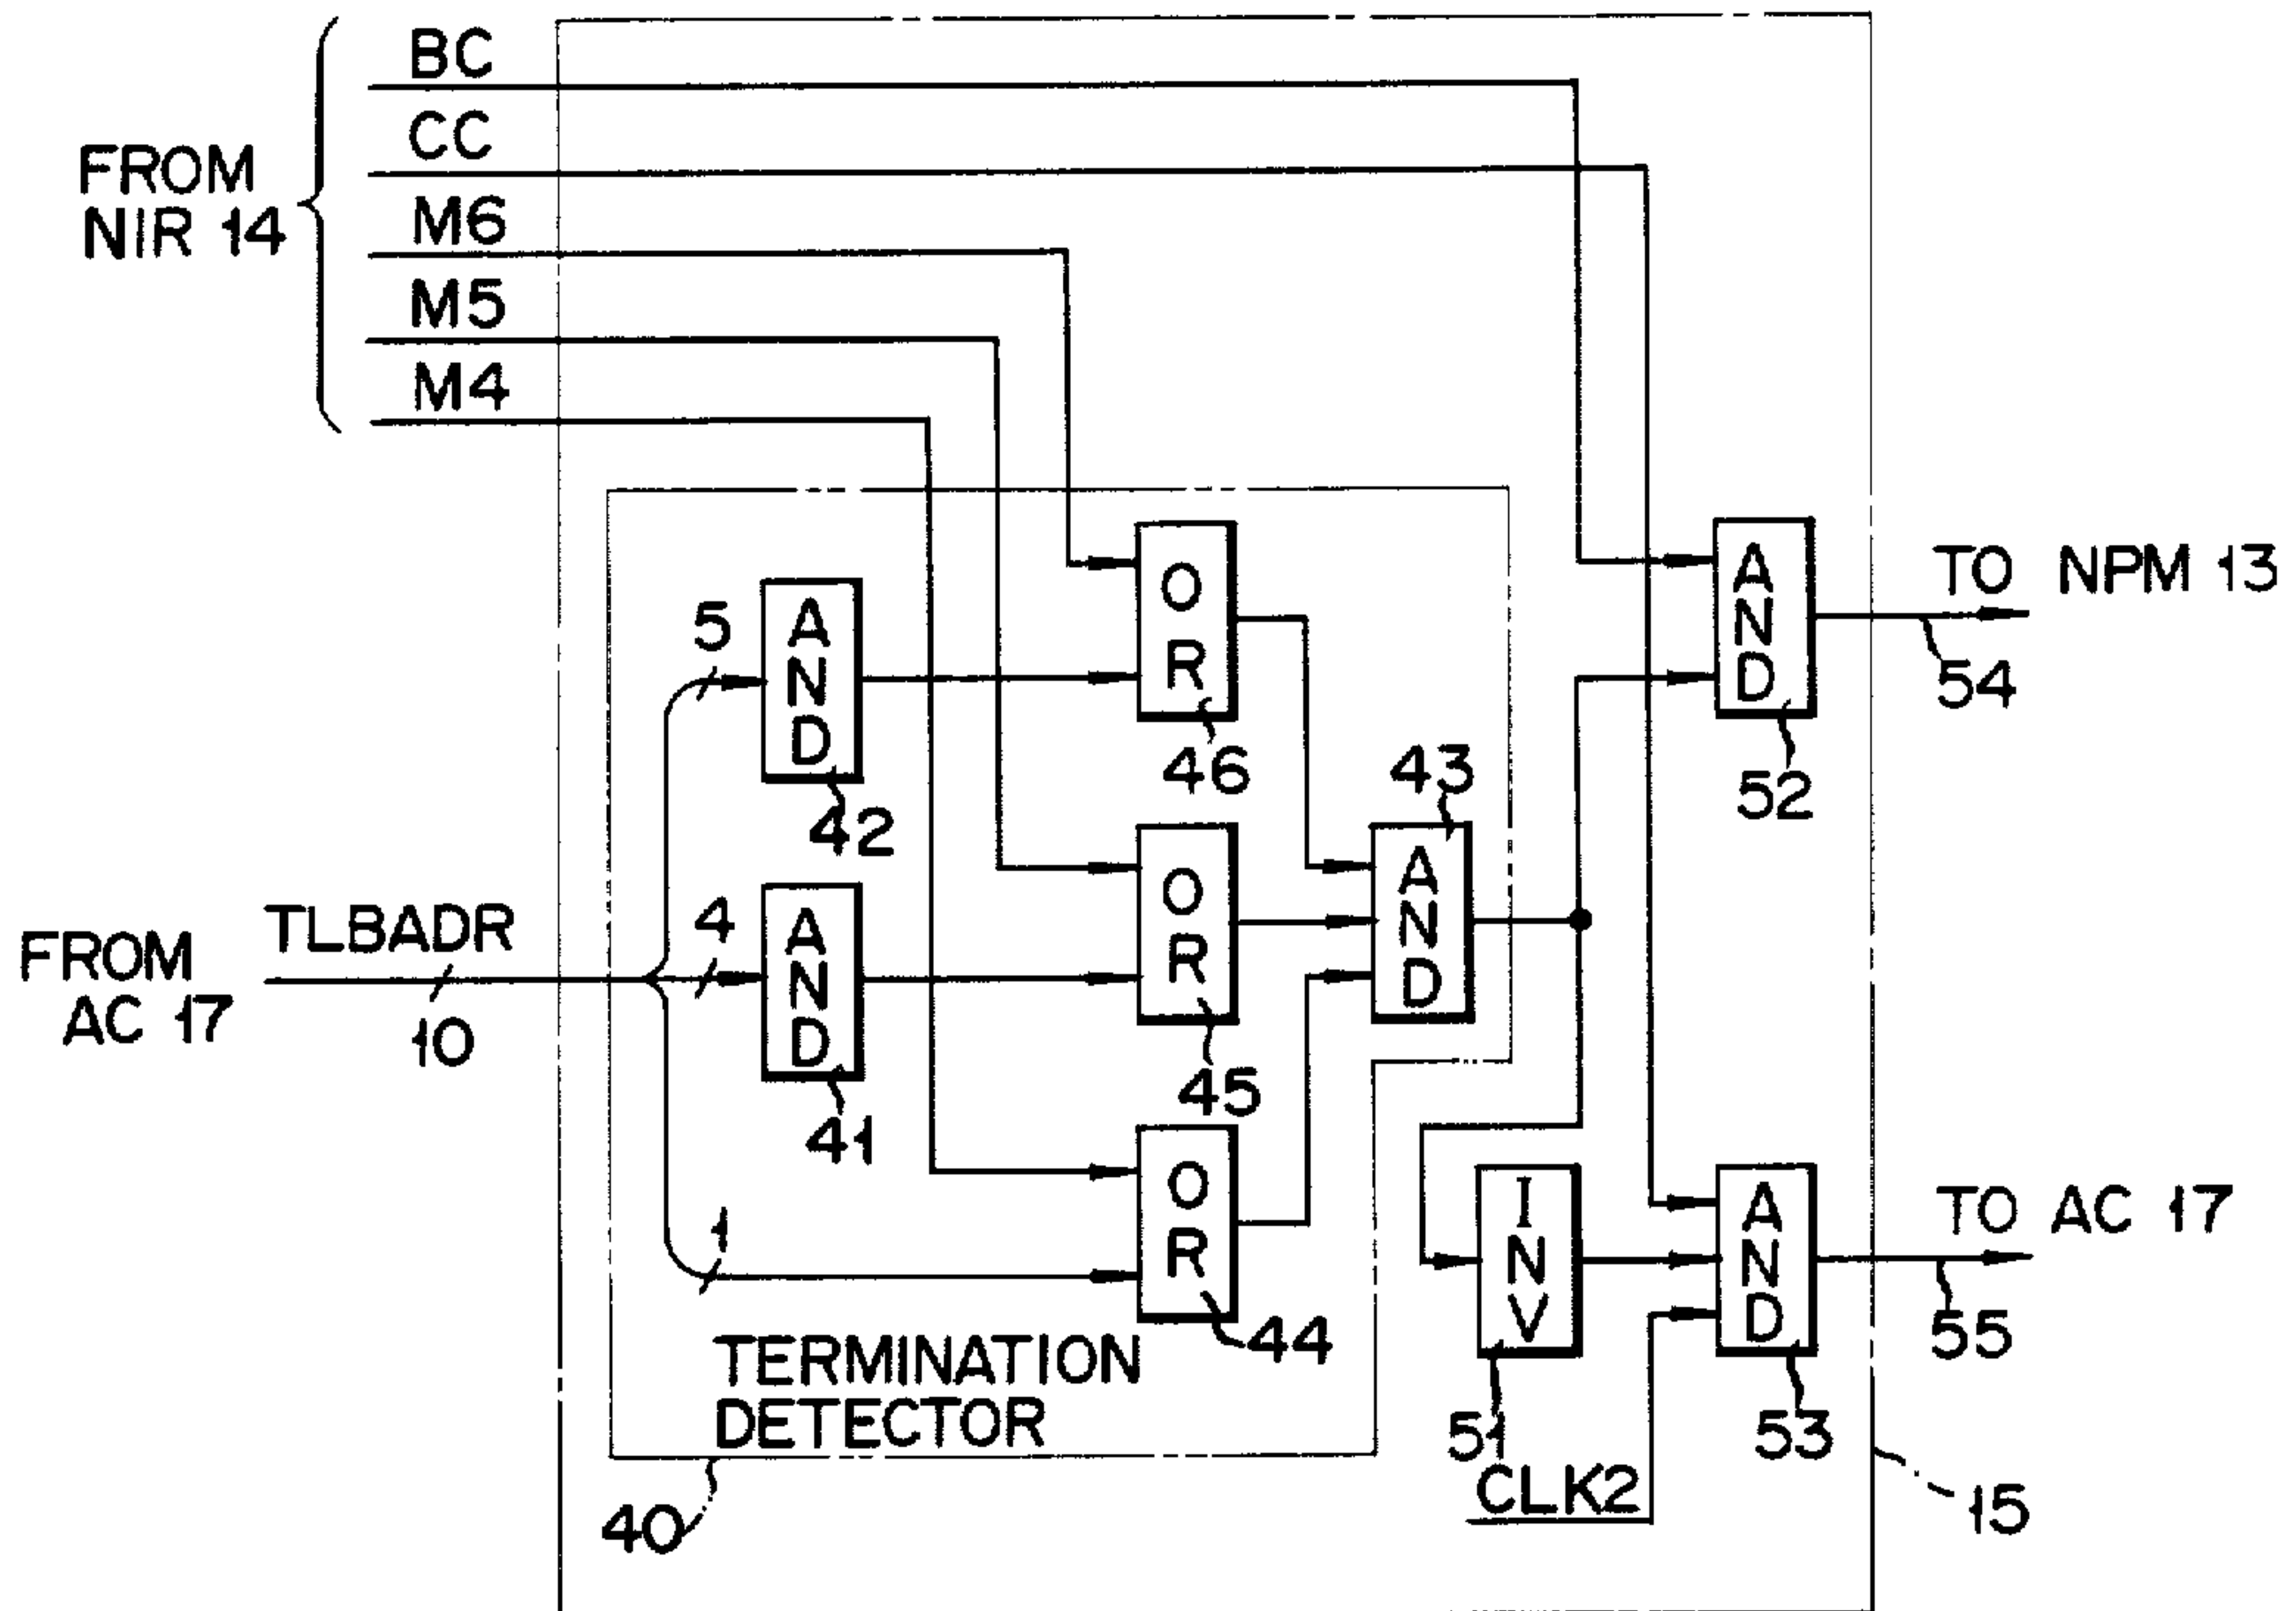 BC
CC
FROM
NIR 14
M6
M5
M4
OR
AND
TO NPM 13
5
AND
54
46
43
52
42
OR
AND
FROM
AC 17
TLBADR
4
AND
10
45
41
OR
INV
AND
TO AC 17
1
44
55
TERMINATION
DETECTOR
51
53
CLK2
40
15